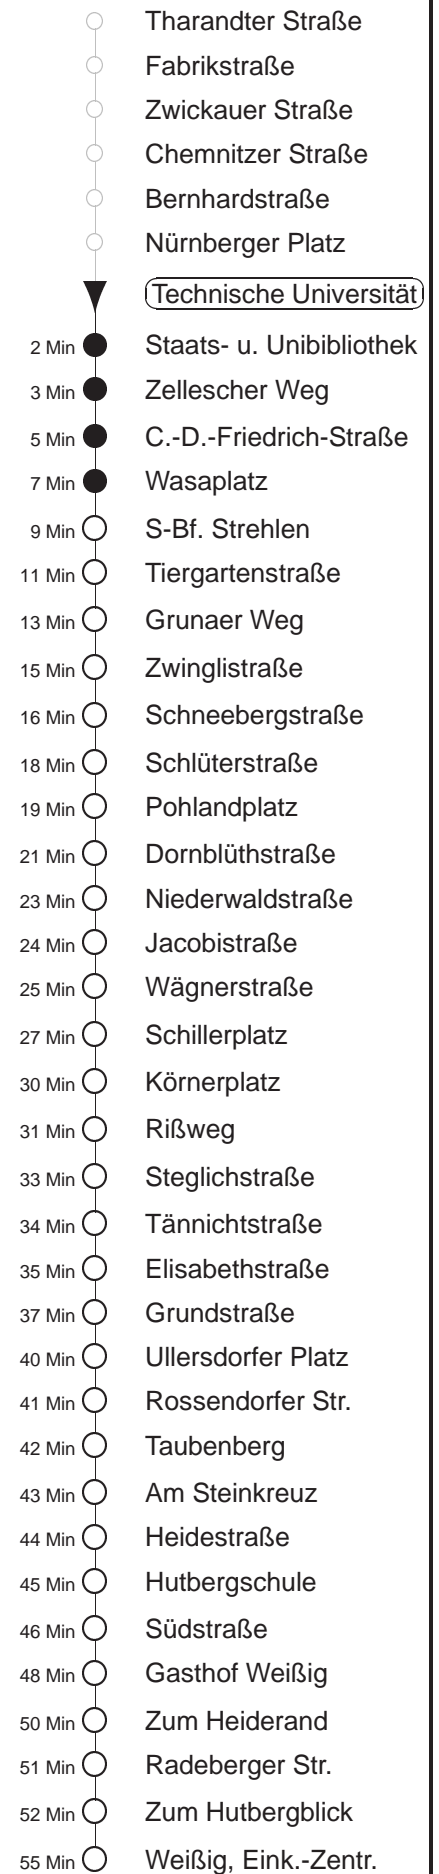 Tharandter Straße
Fabrikstraße
Zwickauer Straße
Chemnitzer Straße
Bernhardstraße
Nürnberger Platz
Technische Universität
2 Min Staats- u. Unibibliothek
3 Min Zellescher Weg
5 Min C.-D.-Friedrich-Straße
7 Min Wasaplatz
9 Min S-Bf. Strehlen
11 Min Tiergartenstraße
13 Min Grunaer Weg
15 Min Zwinglistraße
16 Min Schneebergstraße
18 Min Schlüterstraße
19 Min Pohlandplatz
21 Min Dornblüthstraße
23 Min Niederwaldstraße
24 Min Jacobistraße
25 Min Wägnerstraße
27 Min Schillerplatz
30 Min Körnerplatz
31 Min Rißweg
33 Min Steglichstraße
34 Min Tännichtstraße
35 Min Elisabethstraße
37 Min Grundstraße
40 Min Ullersdorfer Platz
41 Min Rossendorfer Str.
42 Min Taubenberg
43 Min Am Steinkreuz
44 Min Heidestraße
45 Min Hutbergschule
46 Min Südstraße
48 Min Gasthof Weißig
50 Min Zum Heiderand
51 Min Radeberger Str.
52 Min Zum Hutbergblick
55 Min Weißig, Eink.-Zentr.